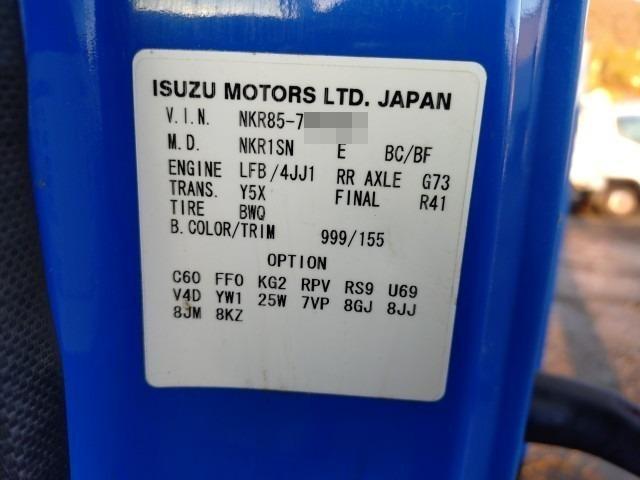 ISUZU MOTORS LTD. JAPAN
V.I.N. NKR85-7
M.D. NKR1SN E BC/BF
ENGINE LFB/4JJ1 RR AXLE G73
TRANS. Y5X FINAL R41
TIRE BWQ
B.COLOR/TRIM 999/155
OPTION
C60 FF0 KG2 RPV RS9 U69
V4D YW1 25W 7VP 8GJ 8JJ
8JM 8KZ